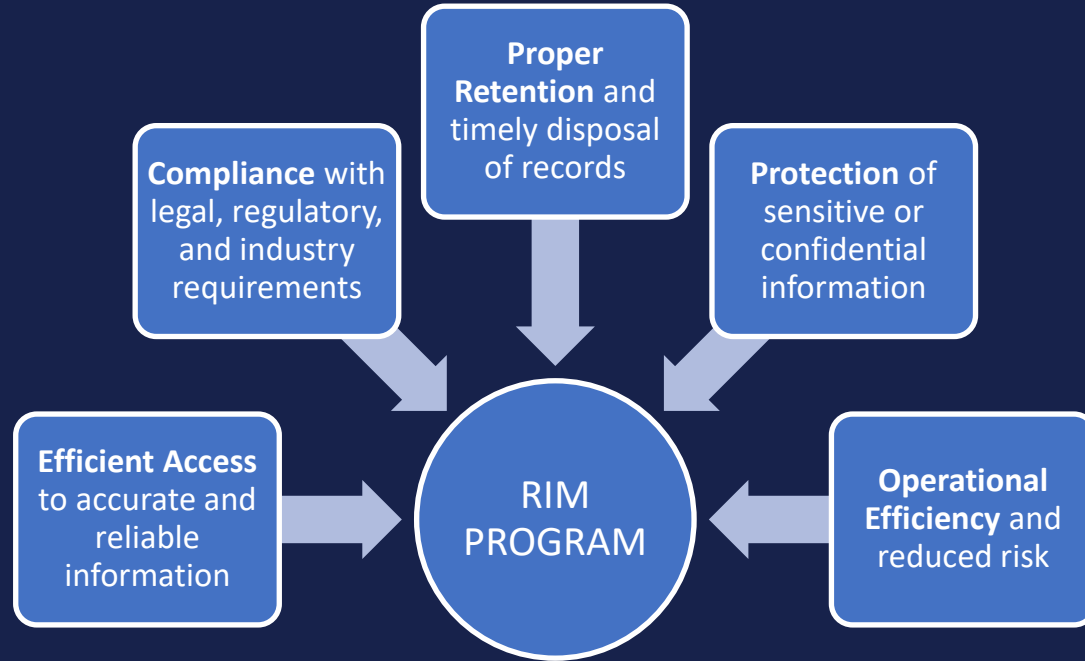 Proper
Retention and
timely disposal
of records
Compliance with
legal, regulatory,
and industry
requirements
Protection of
sensitive or
confidential
information
Efficient Access
to accurate and
reliable
information
RIM
PROGRAM
Operational
Efficiency and
reduced risk